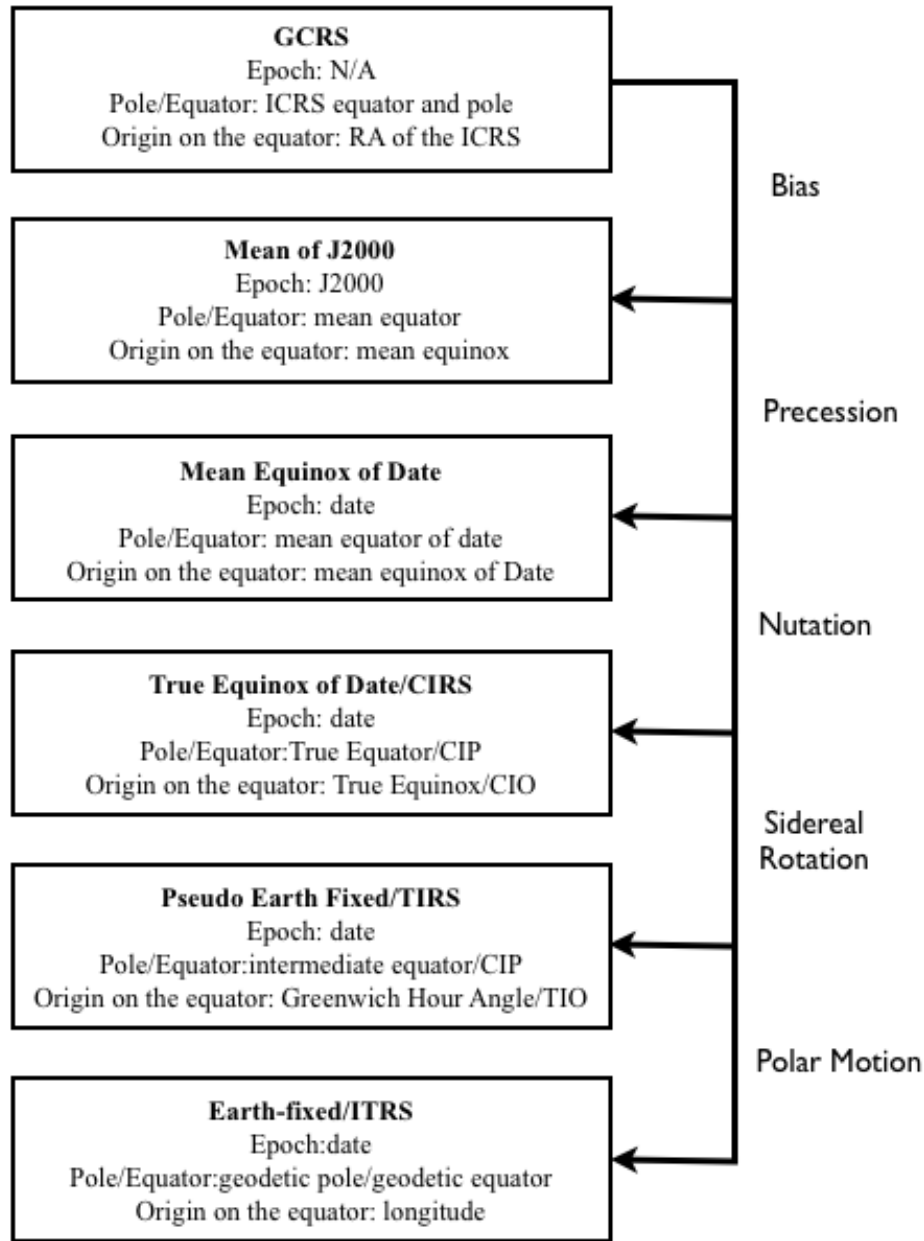 GCRS
Epoch: N/A
Pole/Equator: ICRS equator and pole
Origin on the equator: RA of the ICRS
Bias
Mean of J2000
Epoch: J2000
Pole/Equator: mean equator
Origin on the equator: mean equinox
Precession
Mean Equinox of Date
Epoch: date
Pole/Equator: mean equator of date
Origin on the equator: mean equinox of Date
Nutation
True Equinox of Date/CIRS
Epoch: date
Pole/Equator:True Equator/CIP
Origin on the equator: True Equinox/CIO
Sidereal
Rotation
Pseudo Earth Fixed/TIRS
Epoch: date
Pole/Equator:intermediate equator/CIP
Origin on the equator: Greenwich Hour Angle/TIO
Polar Motion
Earth-fixed/ITRS
Epoch:date
Pole/Equator:geodetic pole/geodetic equator
Origin on the equator: longitude